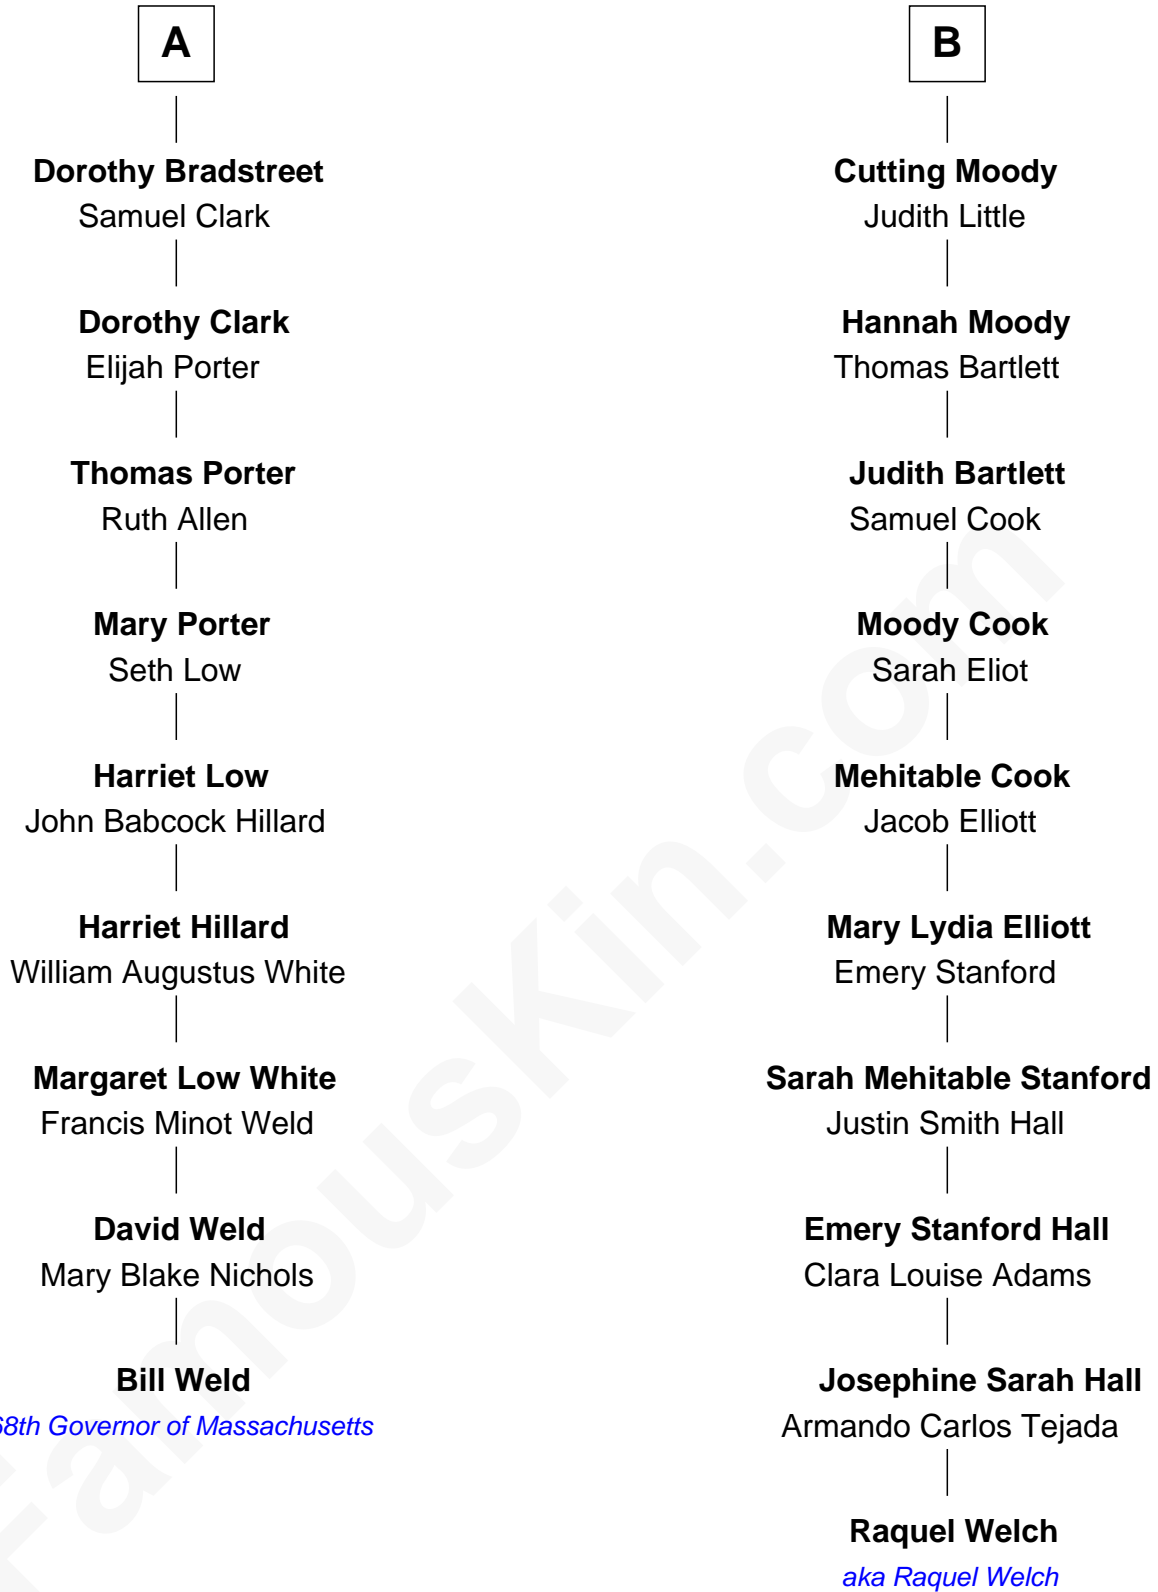 A
Dorothy Bradstreet
Samuel Clark
Dorothy Clark
Elijah Porter
Thomas Porter
Ruth Allen
Mary Porter
Seth Low
Harriet Low
John Babcock Hillard
Harriet Hillard
William Augustus White
Margaret Low White
Francis Minot Weld
David Weld
Mary Blake Nichols
Bill Weld
68th Governor of Massachusetts
B
Cutting Moody
Judith Little
Hannah Moody
Thomas Bartlett
Judith Bartlett
Samuel Cook
Moody Cook
Sarah Eliot
Mehitable Cook
Jacob Elliott
Mary Lydia Elliott
Emery Stanford
Sarah Mehitable Stanford
Justin Smith Hall
Emery Stanford Hall
Clara Louise Adams
Josephine Sarah Hall
Armando Carlos Tejada
Raquel Welch
aka Raquel Welch
FamousKin.com